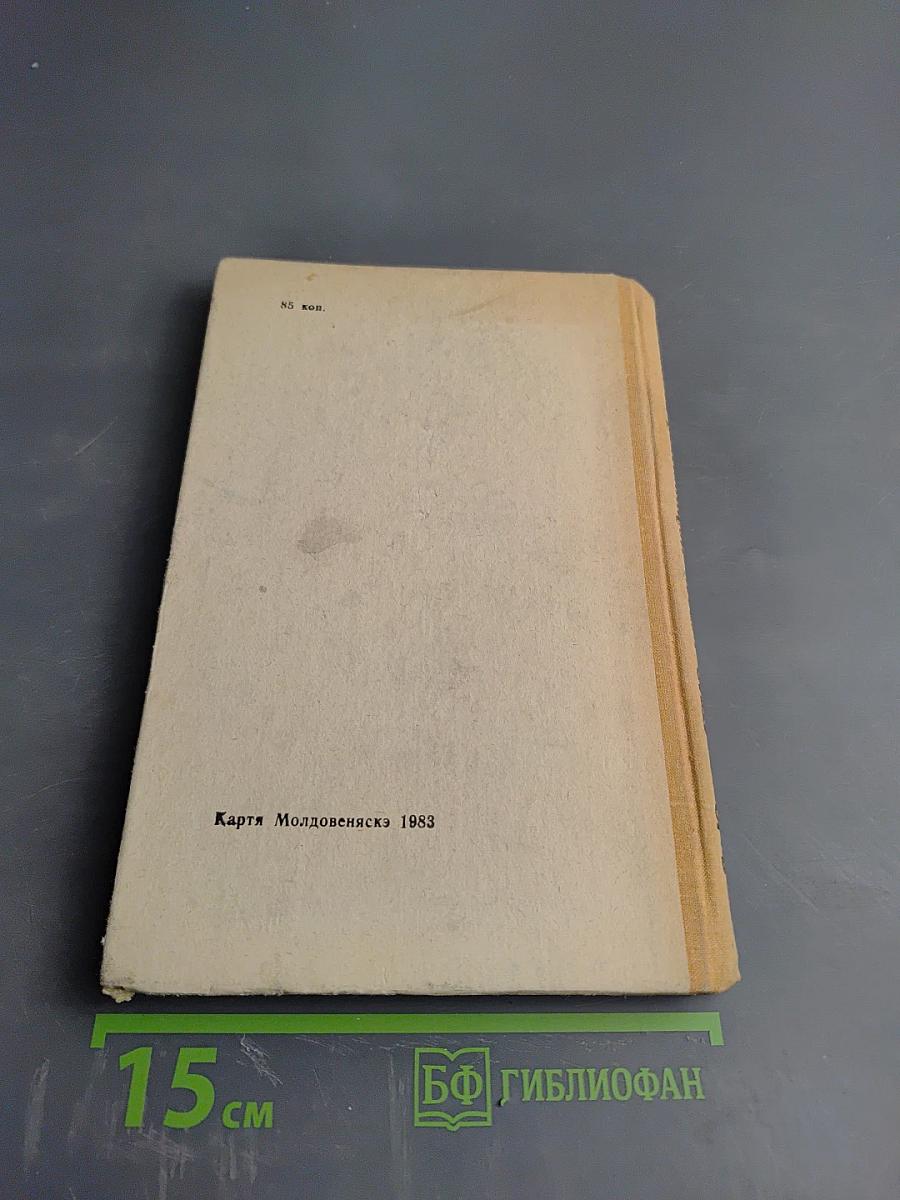 85 коп.
Картя Молдовеняскэ 1983
15 см
БФ ГИБЛИОФАН